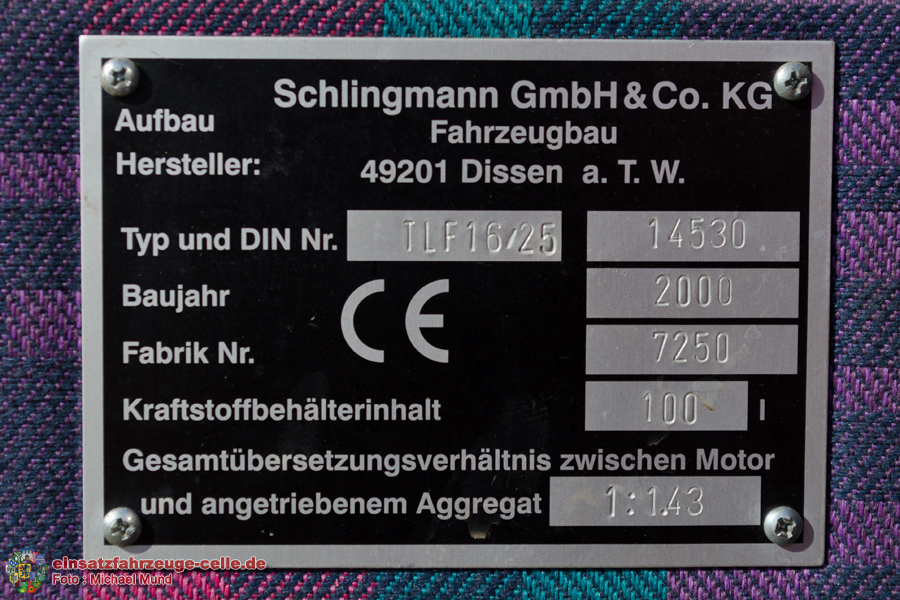 Schlingmann GmbH & Co. KG
Aufbau
Fahrzeugbau
Hersteller:
49201 Dissen a. T. W.
Typ und DIN Nr. TLF16/25 14530
Baujahr 2000
CE
Fabrik Nr. 7250
Kraftstoffbehälterinhalt 100 l
Gesamtübersetzungsverhältnis zwischen Motor
und angetriebenem Aggregat 1:1.43
einsatzfahrzeuge-celle.de
Foto : Michael Mund